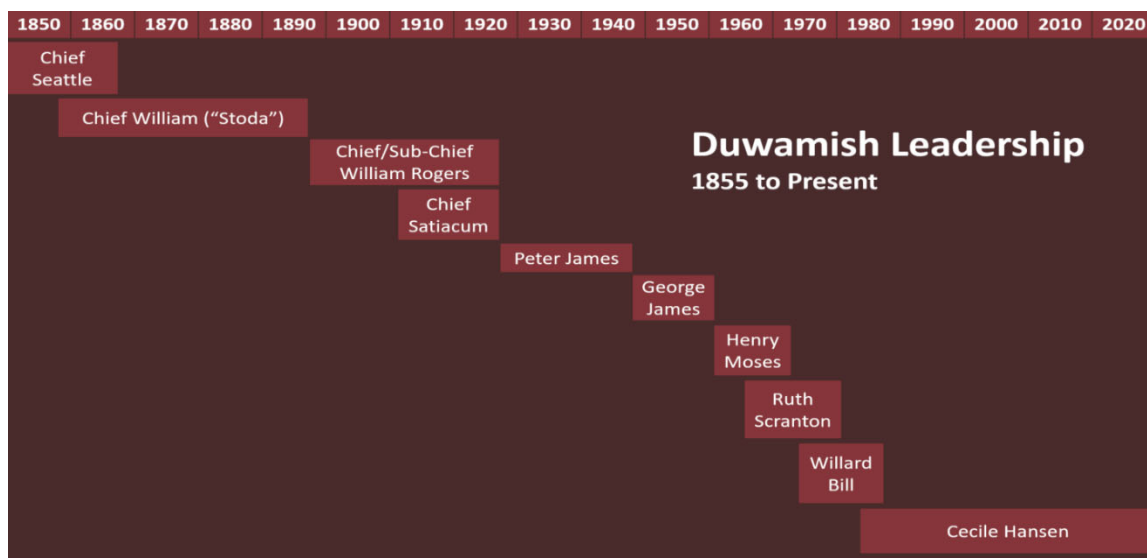 1850 1860 1870 1880 1890 1900 1910 1920 1930 1940 1950 1960 1970 1980 1990 2000 2010 2020
Chief
Seattle
Chief William (“Stoda”)
Duwamish Leadership
1855 to Present
Chief/Sub-Chief
William Rogers
Chief
Satiacum
Peter James
George
James
Henry
Moses
Ruth
Scranton
Willard
Bill
Cecile Hansen